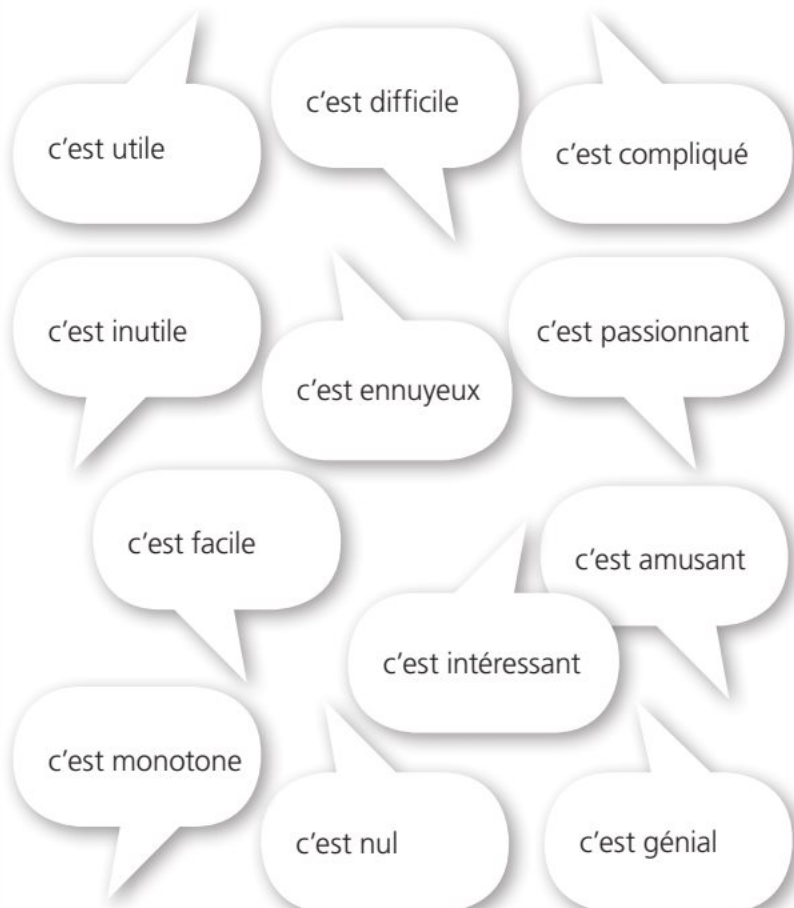 c'est utile
c'est difficile
c'est compliqué
c'est inutile
c'est ennuyeux
c'est passionnant
c'est facile
c'est amusant
c'est intéressant
c'est monotone
c'est nul
c'est génial